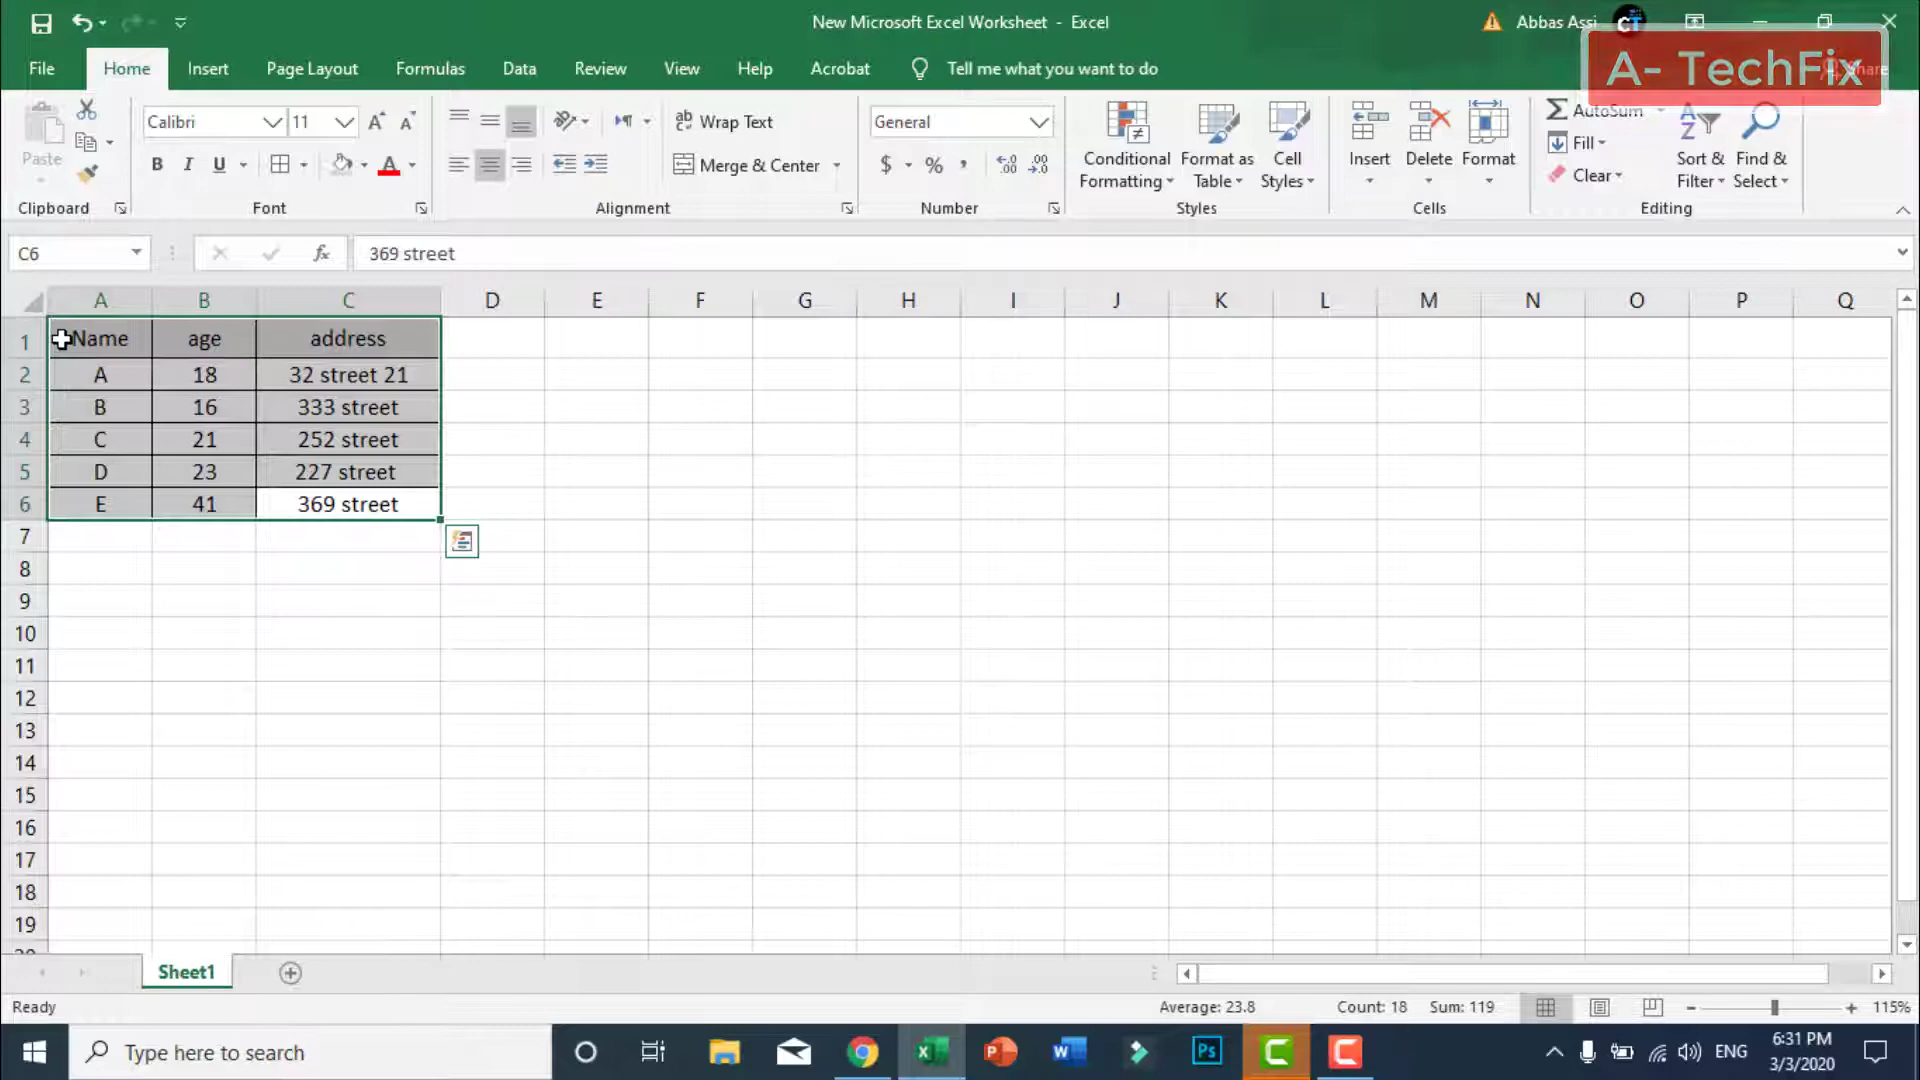 New Microsoft Excel Worksheet - Excel
Abbas Assi
CT
A- TechFix
File Home Insert Page Layout Formulas Data Review View Help Acrobat Tell me what you want to do Share
Paste
Clipboard
Calibri 11
B I U
Font
Wrap Text
Merge & Center
Alignment
General
$ % ,
Number
Conditional Formatting
Format as Table
Cell Styles
Styles
Insert Delete Format
Cells
AutoSum
Fill
Clear
Sort & Filter
Find & Select
Editing
C6 fx 369 street
A B C D E F G H I J K L M N O P Q
1 Name age address
2 A 18 32 street 21
3 B 16 333 street
4 C 21 252 street
5 D 23 227 street
6 E 41 369 street
7
8
9
10
11
12
13
14
15
16
17
18
19
Sheet1
Ready Average: 23.8 Count: 18 Sum: 119 115%
Type here to search
ENG
6:31 PM
3/3/2020